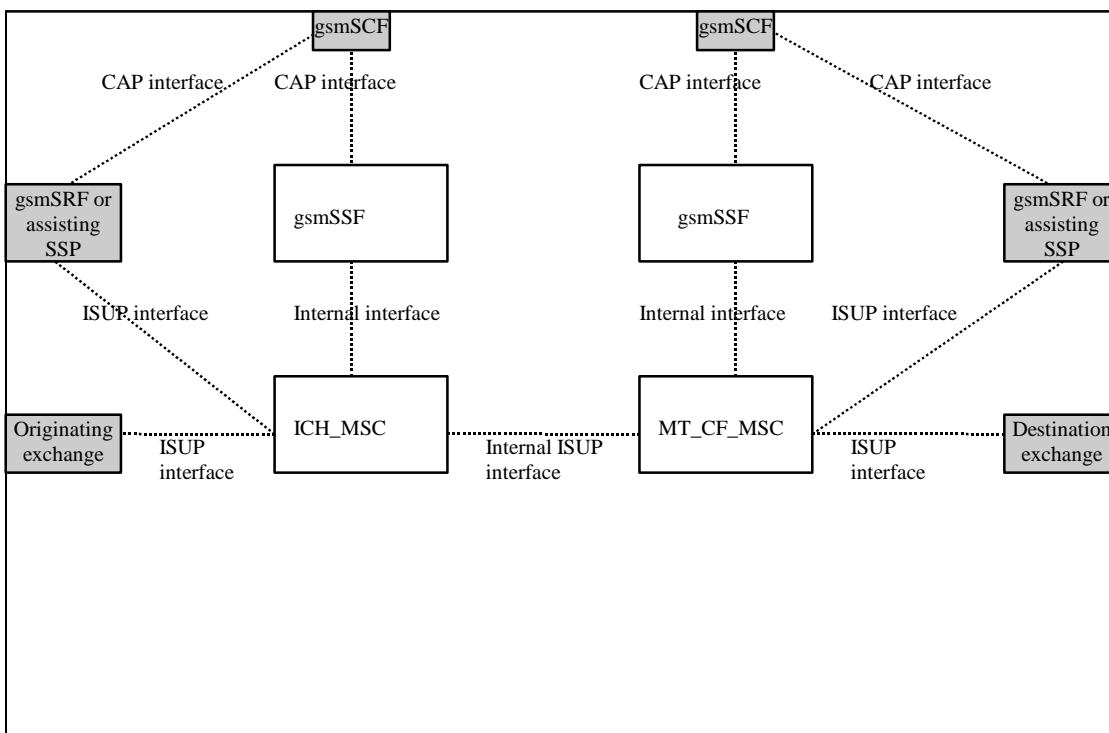 gsmSCF
gsmSCF
CAP interface
CAP interface
CAP interface
CAP interface
gsmSRF or
assisting
SSP
gsmSSF
gsmSSF
gsmSRF or
assisting
SSP
ISUP interface
Internal interface
Internal interface
ISUP interface
Originating
exchange
ISUP
interface
ICH_MSC
Internal ISUP
interface
MT_CF_MSC
ISUP
interface
Destination
exchange